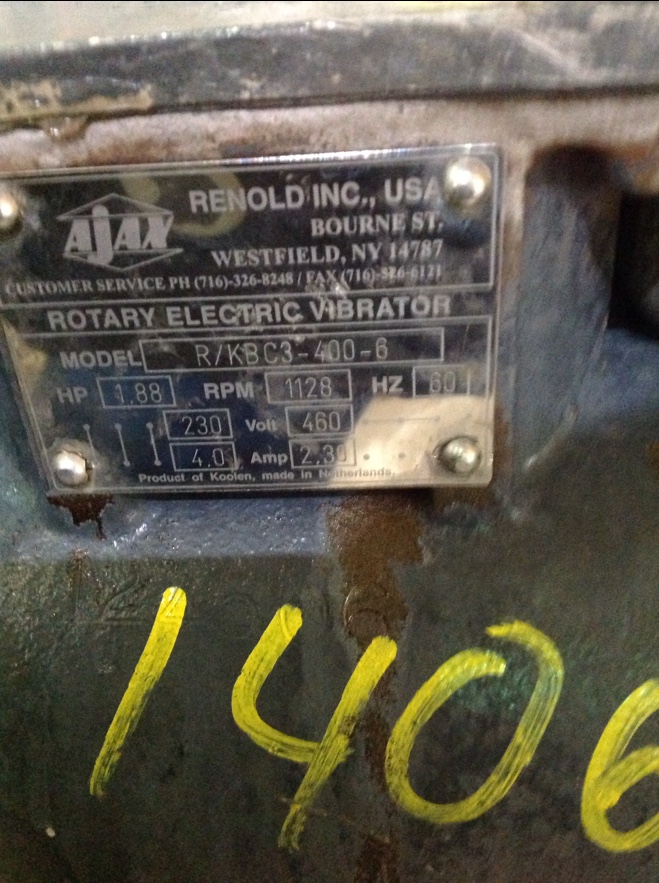 AJAX
RENOLD INC., USA
BOURNE ST.
WESTFIELD, NY 14787
CUSTOMER SERVICE PH (716)-326-8248 / FAX (716)-326-6121
ROTARY ELECTRIC VIBRATOR
MODEL R/KBC3-400-6
HP 1.88 RPM 1128 HZ 60
230 Volt 460
4.0 Amp 2.30
Product of Koolen, made in Netherlands.
1406